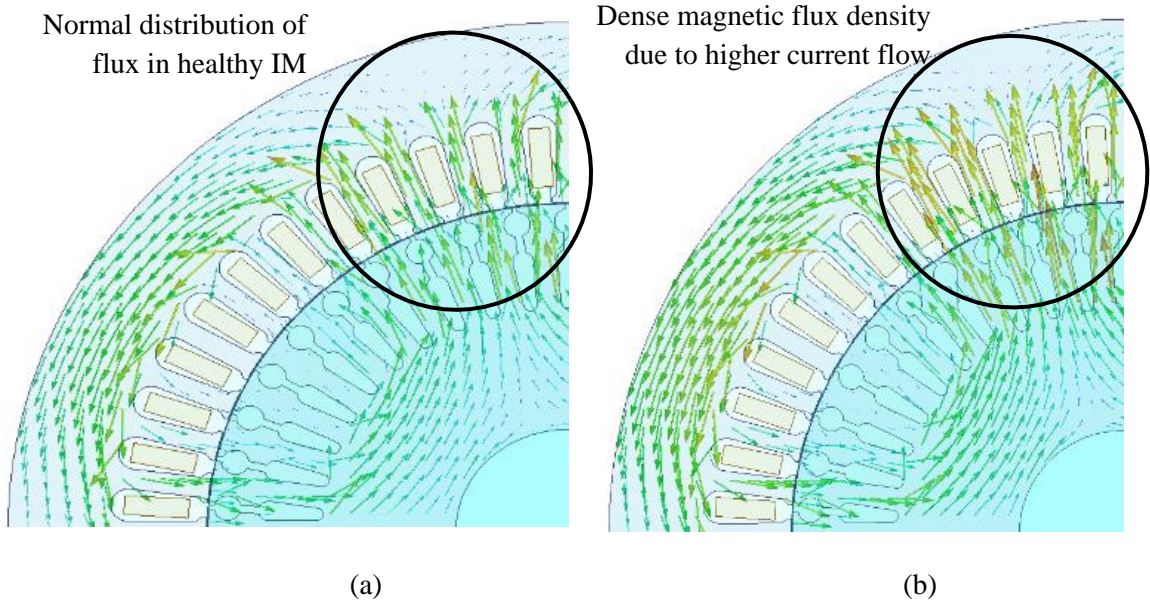 Normal distribution of
flux in healthy IM
Dense magnetic flux density
due to higher current flow
(a)
(b)